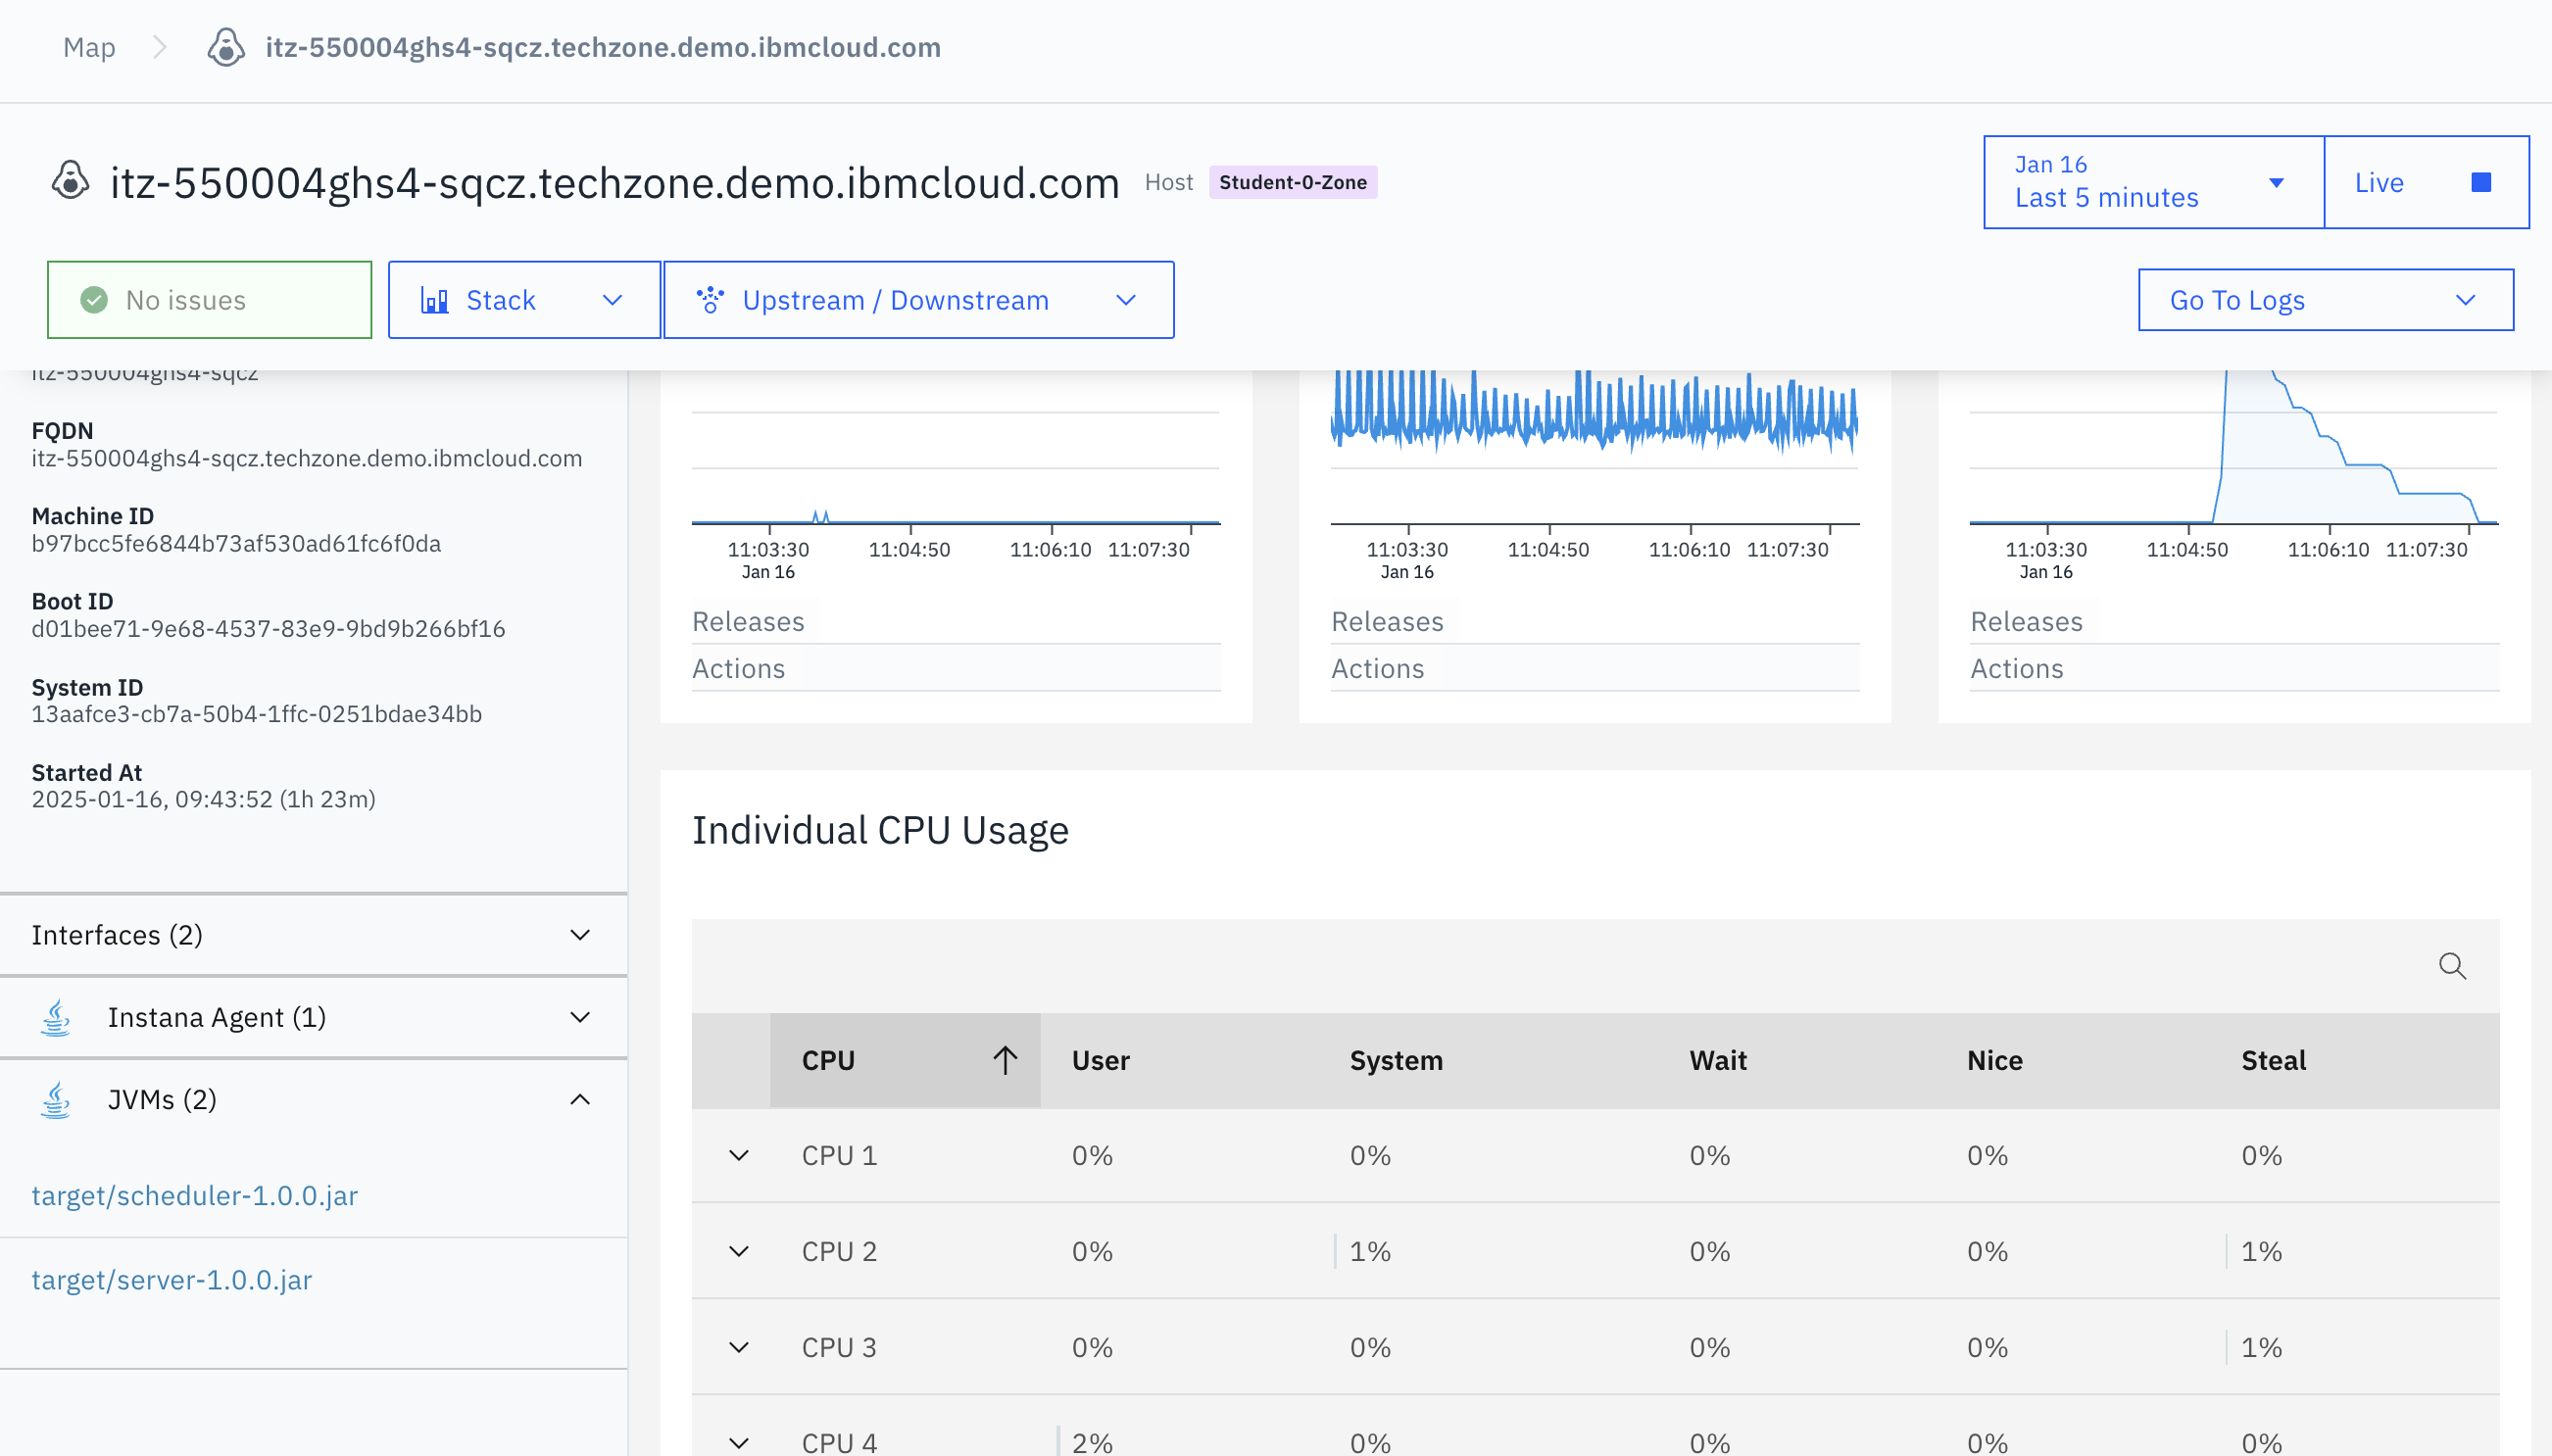 Map
itz-550004ghs4-sqcz.techzone.demo.ibmcloud.com
itz-550004ghs4-sqcz.techzone.demo.ibmcloud.com Host Student-0-Zone
Jan 16
Last 5 minutes
Live
No issues
Stack
Upstream / Downstream
Go To Logs
itz-550004ghs4-sqcz
FQDN
itz-550004ghs4-sqcz.techzone.demo.ibmcloud.com
Machine ID
b97bcc5fe6844b73af530ad61fc6f0da
Boot ID
d01bee71-9e68-4537-83e9-9bd9b266bf16
System ID
13aafce3-cb7a-50b4-1ffc-0251bdae34bb
Started At
2025-01-16, 09:43:52 (1h 23m)
Interfaces (2)
Instana Agent (1)
JVMs (2)
target/scheduler-1.0.0.jar
target/server-1.0.0.jar
11:03:30 11:04:50 11:06:10 11:07:30
Jan 16
Releases
Actions
11:03:30 11:04:50 11:06:10 11:07:30
Jan 16
Releases
Actions
11:03:30 11:04:50 11:06:10 11:07:30
Jan 16
Releases
Actions
Individual CPU Usage
CPU User System Wait Nice Steal
CPU 1 0% 0% 0% 0% 0%
CPU 2 0% 1% 0% 0% 1%
CPU 3 0% 0% 0% 0% 1%
CPU 4 2% 0% 0% 0% 0%